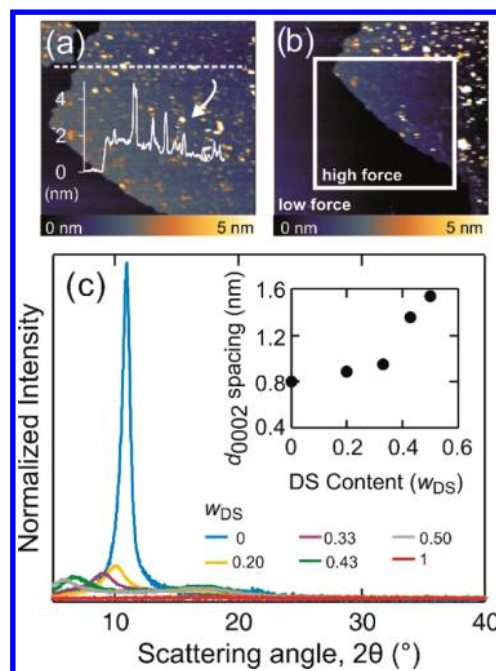 (a)
4
2
0
(nm)
0 nm
5 nm
(b)
high force
low force
0 nm
5 nm
(c)
Normalized Intensity
d0002 spacing (nm)
1.6
1.2
0.8
0.4
0 0.2 0.4 0.6
DS Content (wDS)
wDS
0 0.33 0.50
0.20 0.43 1
10 20 30 40
Scattering angle, 2θ (°)